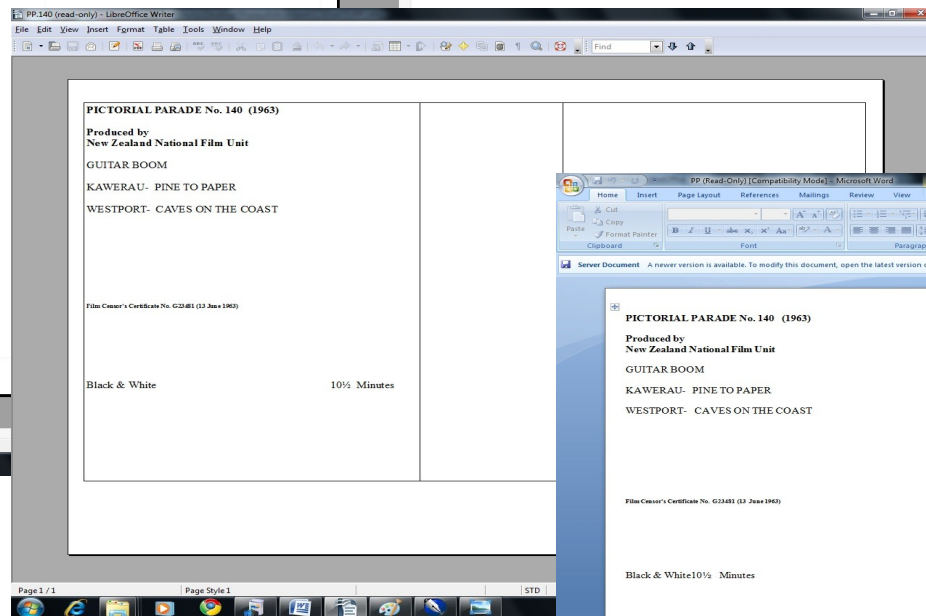 PP.140 (read-only) - LibreOffice Writer
File Edit View Insert Format Table Tools Window Help
Find
PICTORIAL PARADE No. 140 (1963)
Produced by
New Zealand National Film Unit
GUITAR BOOM
KAWERAU- PINE TO PAPER
WESTPORT- CAVES ON THE COAST
Film Censor's Certificate No. G23481 (13 June 1963)
Black & White 10½ Minutes
Page 1 / 1 Page Style1 STD
PP (Read-Only) [Compatibility Mode] - Microsoft Word
Home Insert Page Layout References Mailings Review View
Paste
Cut
Copy
Format Painter
Clipboard Font Paragrap
Server Document A newer version is available. To modify this document, open the latest version
PICTORIAL PARADE No. 140 (1963)
Produced by
New Zealand National Film Unit
GUITAR BOOM
KAWERAU- PINE TO PAPER
WESTPORT- CAVES ON THE COAST
Film Censor's Certificate No. G23481 (13 June 1963)
Black & White10½ Minutes